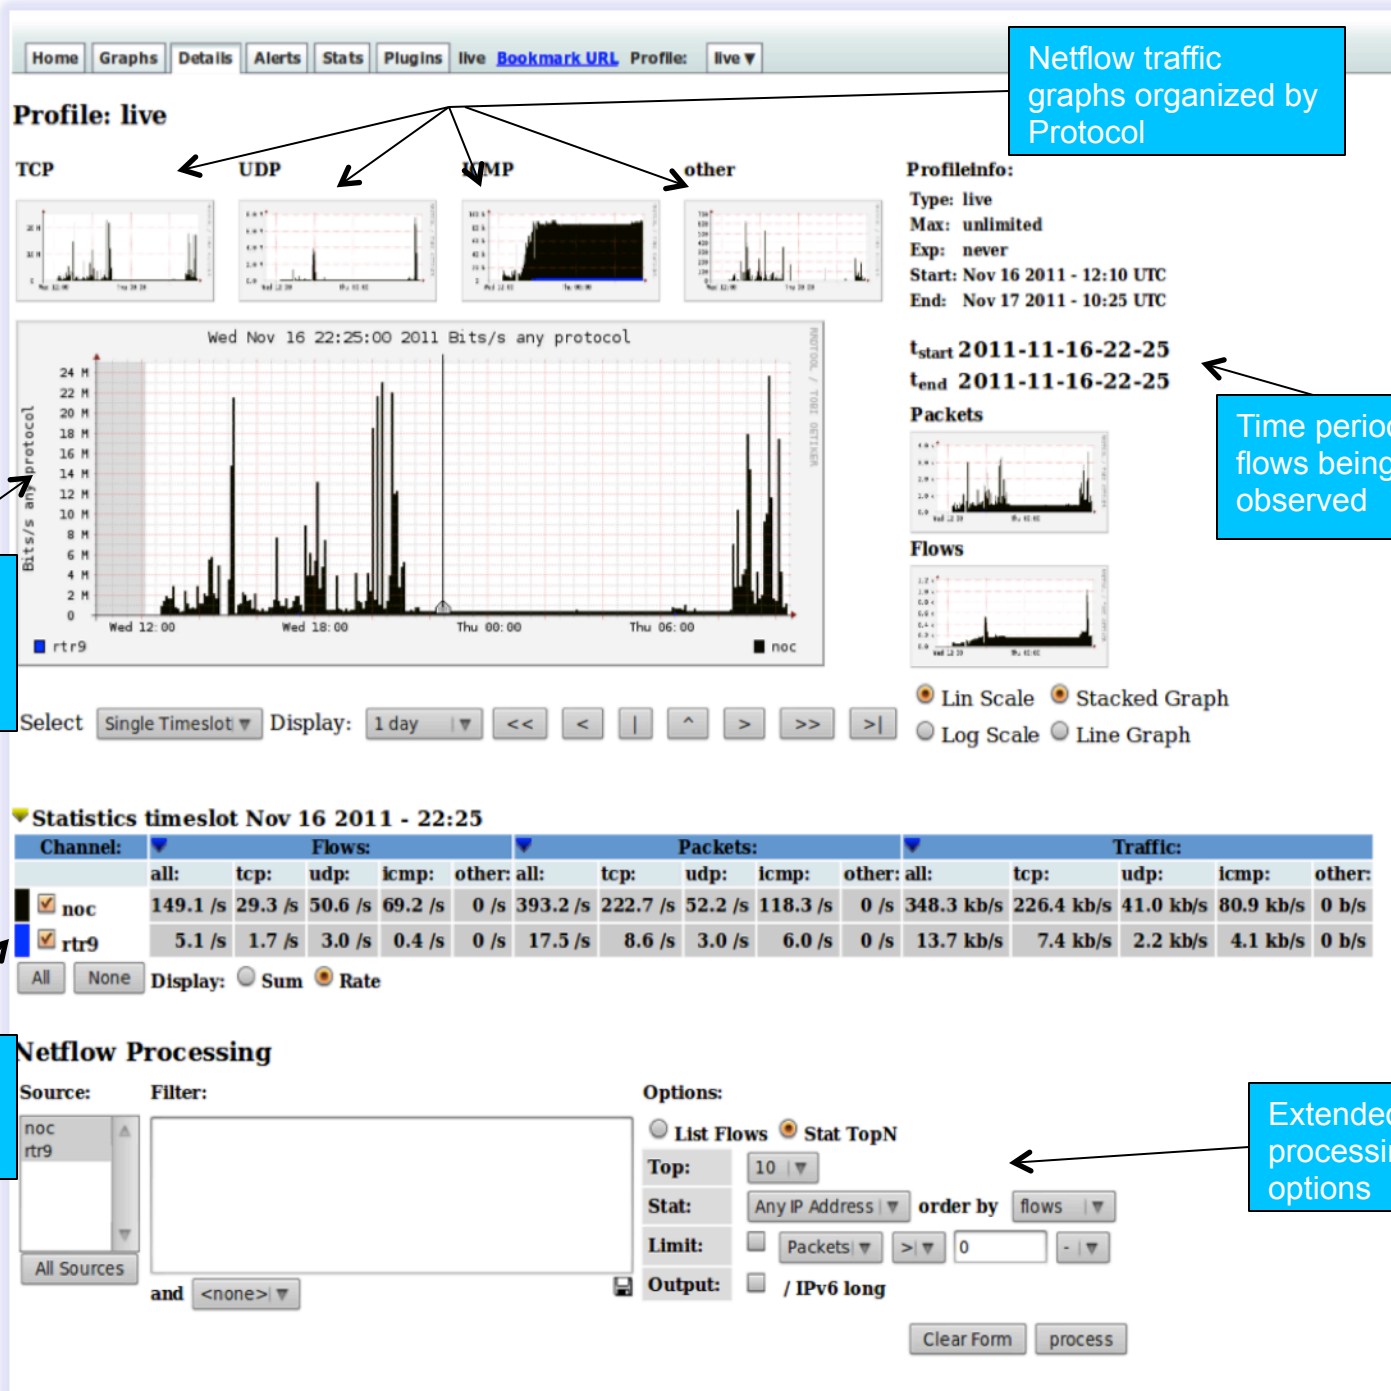 Home Graphs Details Alerts Stats Plugins live Bookmark URL Profile: live
Netflow traffic
graphs organized by
Protocol
Profile: live
TCP UDP ICMP other
Profileinfo:
Type: live
Max: unlimited
Exp: never
Start: Nov 16 2011 - 12:10 UTC
End: Nov 17 2011 - 10:25 UTC
tstart 2011-11-16-22-25
tend 2011-11-16-22-25
Time
flows being
observed
Packets
Flows
Wed Nov 16 22:25:00 2011 Bits/s any protocol
RRDTOOL / TOBI OETIKER
Bits/s any protocol
24 M
22 M
20 M
18 M
16 M
14 M
12 M
10 M
8 M
6 M
4 M
2 M
0
Wed 12:00 Wed 18:00 Thu 00:00 Thu 06:00
rtr9 noc
Lin Scale Stacked Graph
Log Scale Line Graph
Select Single Timeslot Display: 1 day << < | ^ > >> >|
Statistics timeslot Nov 16 2011 - 22:25
Channel: Flows: Packets: Traffic:
all: tcp: udp: icmp: other: all: tcp: udp: icmp: other: all: tcp: udp: icmp: other:
noc 149.1 /s 29.3 /s 50.6 /s 69.2 /s 0 /s 393.2 /s 222.7 /s 52.2 /s 118.3 /s 0 /s 348.3 kb/s 226.4 kb/s 41.0 kb/s 80.9 kb/s 0 b/s
rtr9 5.1 /s 1.7 /s 3.0 /s 0.4 /s 0 /s 17.5 /s 8.6 /s 3.0 /s 6.0 /s 0 /s 13.7 kb/s 7.4 kb/s 2.2 kb/s 4.1 kb/s 0 b/s
All None Display: Sum Rate
Netflow Processing
Source: Filter: Options:
noc
rtr9
All Sources
and <none>
List Flows Stat TopN
Top: 10
Stat: Any IP Address order by flows
Limit: Packets > 0 -
Output: / IPv6 long
Clear Form process
options